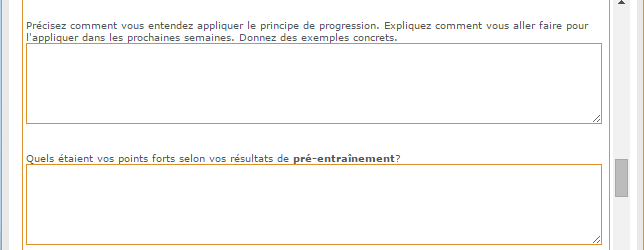 Précisez comment vous entendez appliquer le principe de progression. Expliquez comment vous aller faire pour
l'appliquer dans les prochaines semaines. Donnez des exemples concrets.
Quels étaient vos points forts selon vos résultats de pré-entraînement?